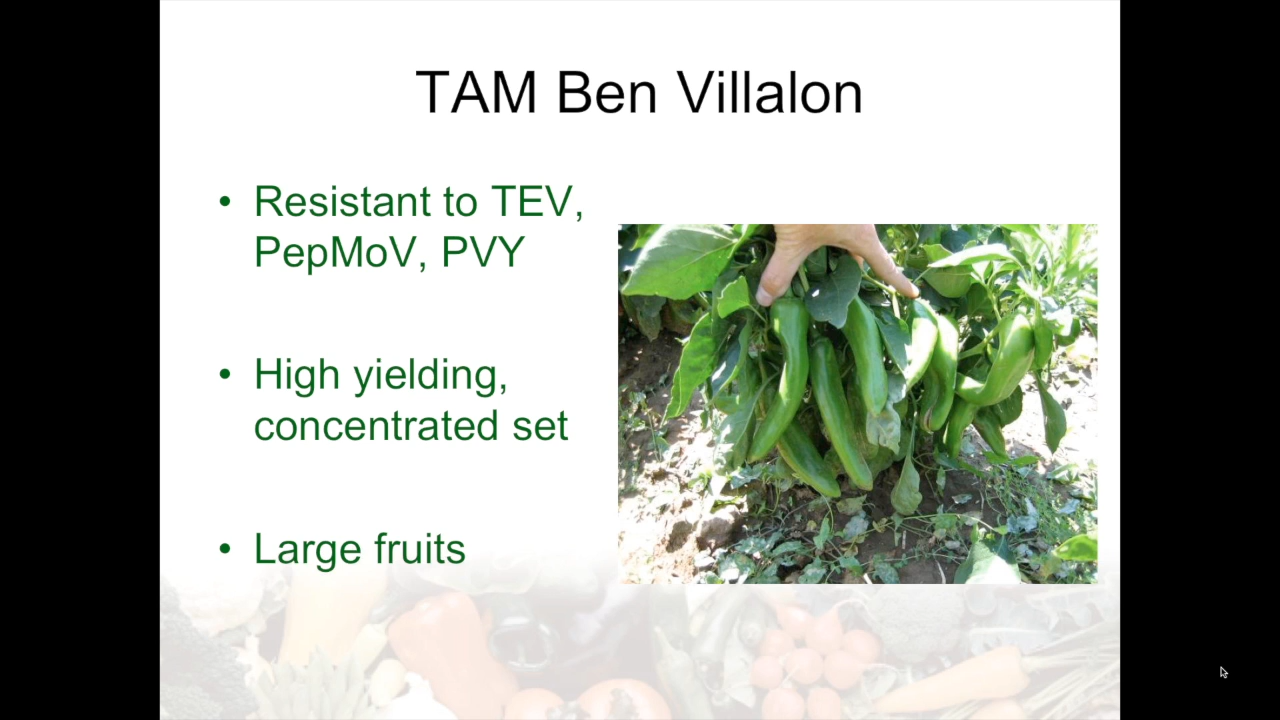 TAM Ben Villalon
• Resistant to TEV,
PepMoV, PVY
• High yielding,
concentrated set
• Large fruits